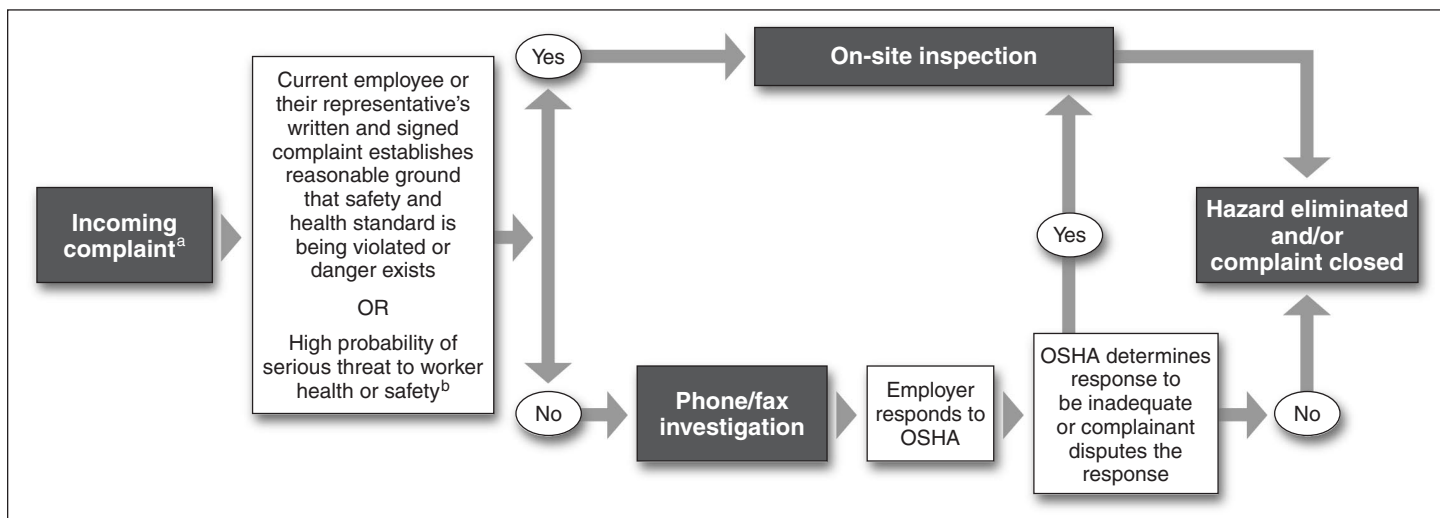 Incoming
complaintᵃ
Current employee or
their representative's
written and signed
complaint establishes
reasonable ground
that safety and
health standard is
being violated or
danger exists
OR
High probability of
serious threat to worker
health or safetyᵇ
Yes
On-site inspection
No
Phone/fax
investigation
Employer
responds to
OSHA
OSHA determines
response to
be inadequate
or complainant
disputes the
response
Yes
No
Hazard eliminated
and/or
complaint closed